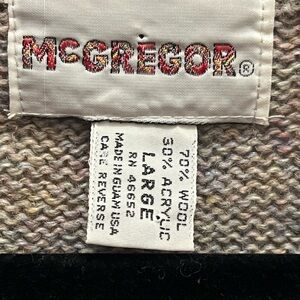 McGREGOR®
70% WOOL
30% ACRYLIC
LARGE
RN 46652
MADE IN GUAM USA
CARE REVERSE